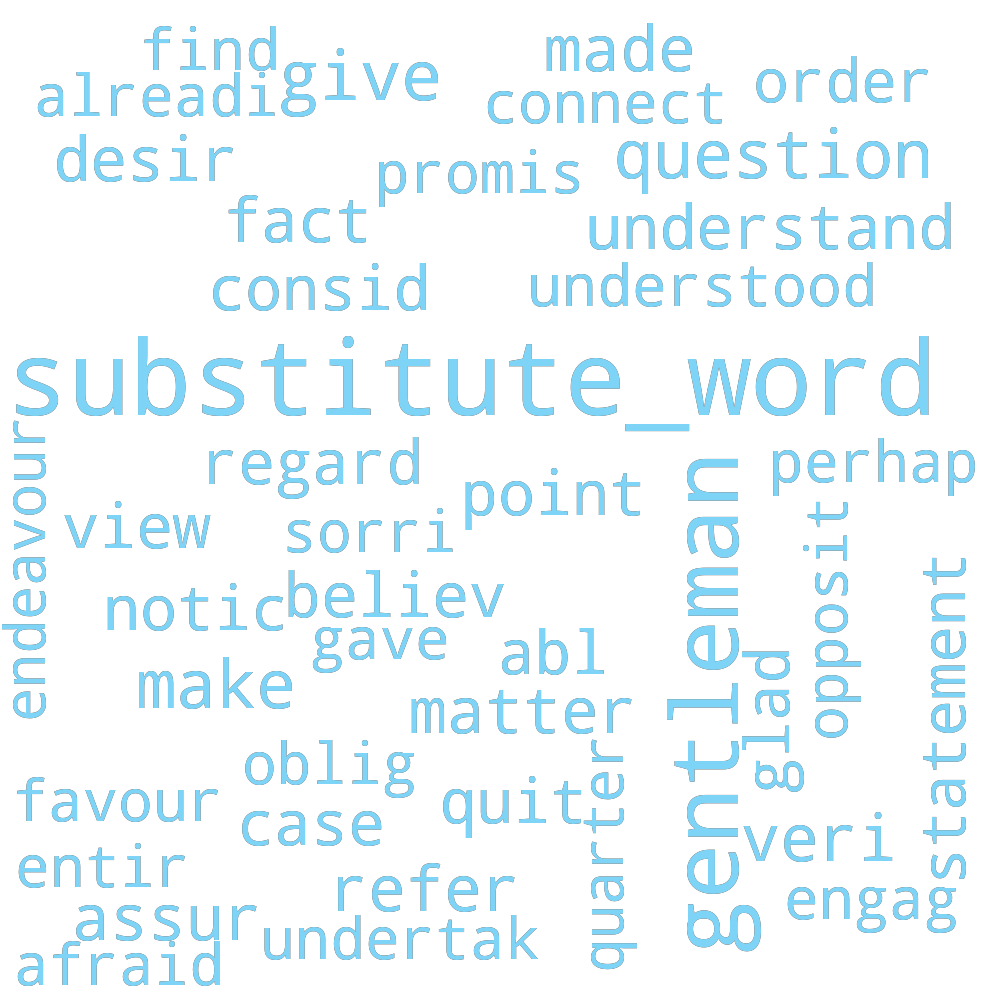 find
made
give
order
alreadi
connect
desir
promis
question
fact
understand
consid
understood
substitute_word
endeavour
regard
point
gentleman
perhap
view
sorri
opposit
notic
believ
gave
abl
glad
statement
make
matter
oblig
favour
case
quit
quarter
veri
entir
refer
engag
assur
undertak
afraid